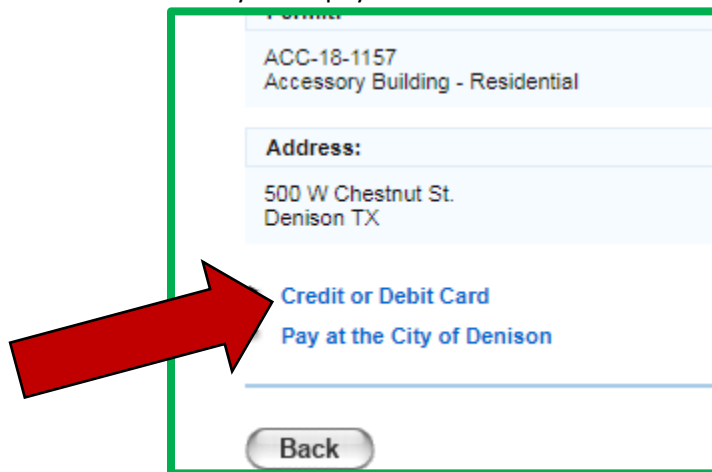 ACC-18-1157
Accessory Building - Residential
Address:
500 W Chestnut St.
Denison TX
Credit or Debit Card
Pay at the City of Denison
Back